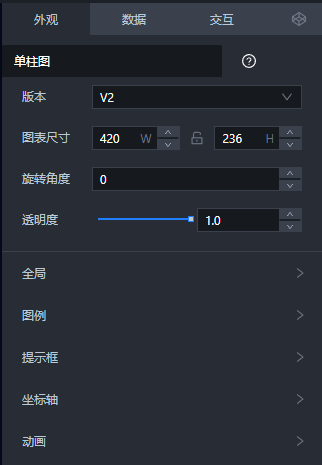 外观 数据 交互
单柱图 ?
版本 V2
图表尺寸 420 W 236 H
旋转角度 0
透明度 1.0
全局
图例
提示框
坐标轴
动画